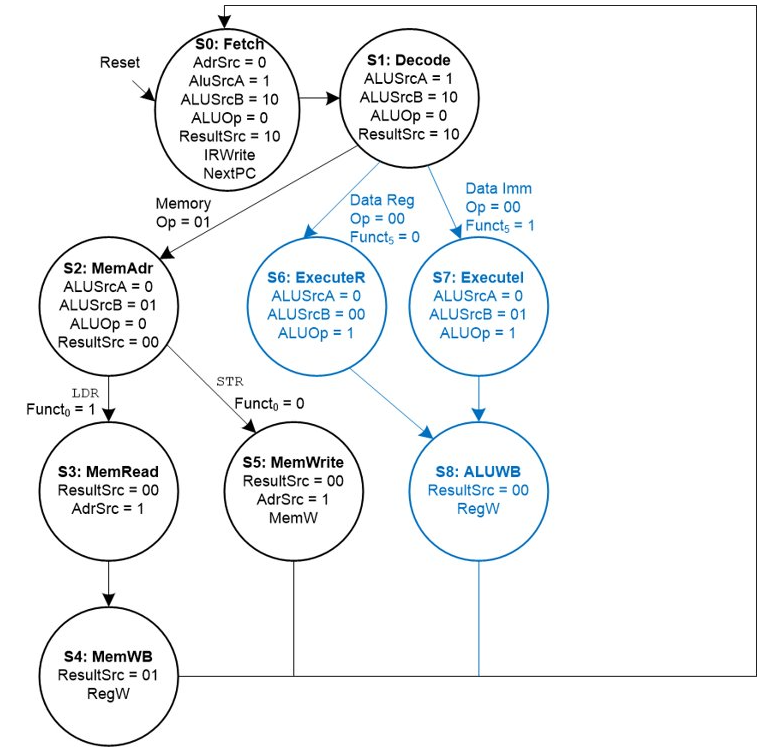 S0: Fetch
AdrSrc = 0
AluSrcA = 1
ALUSrcB = 10
ALUOp = 0
ResultSrc = 10
IRWrite
NextPC
Reset
S1: Decode
ALUSrcA = 1
ALUSrcB = 10
ALUOp = 0
ResultSrc = 10
Memory
Op = 01
Data Reg
Op = 00
Funct₅ = 0
Data Imm
Op = 00
Funct₅ = 1
S2: MemAdr
ALUSrcA = 0
ALUSrcB = 01
ALUOp = 0
ResultSrc = 00
S6: ExecuteR
ALUSrcA = 0
ALUSrcB = 00
ALUOp = 1
S7: ExecuteI
ALUSrcA = 0
ALUSrcB = 01
ALUOp = 1
LDR
Funct₀ = 1
STR
Funct₀ = 0
S3: MemRead
ResultSrc = 00
AdrSrc = 1
S5: MemWrite
ResultSrc = 00
AdrSrc = 1
MemW
S8: ALUWB
ResultSrc = 00
RegW
S4: MemWB
ResultSrc = 01
RegW